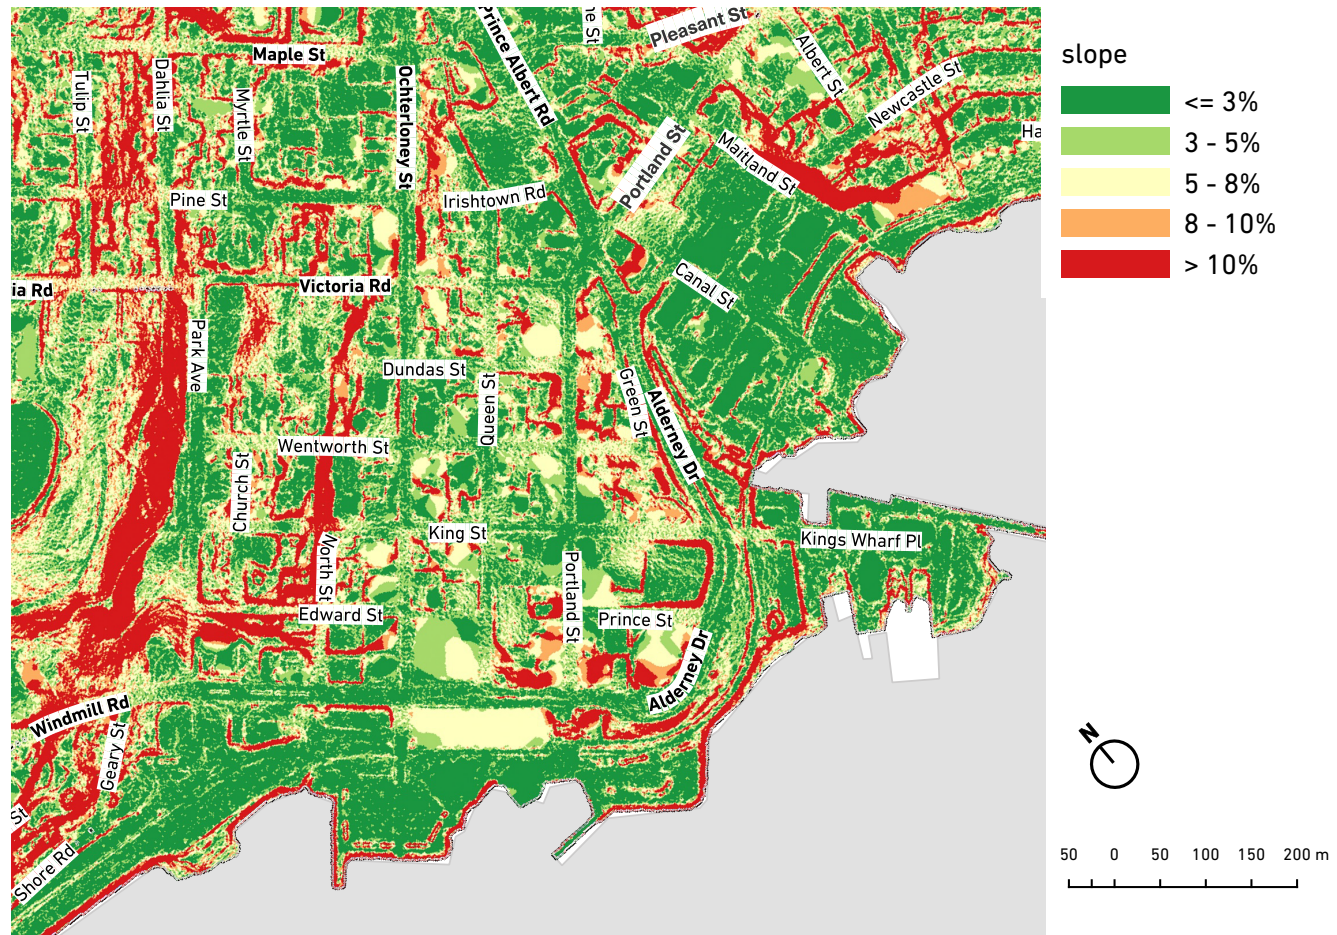 Prince Albert Rd
ne St
Pleasant St
Maple St
Albert St
Tulip St
Dahlia St
Myrtle St
Ochterloney St
Newcastle St
Portland St
Maitland St
Ha
Pine St
Irishtown Rd
ia Rd
Victoria Rd
Canal St
Park Ave
Dundas St
Queen St
Green St
Alderney Dr
Wentworth St
Church St
King St
Kings Wharf Pl
North St
Portland St
Edward St
Prince St
Alderney Dr
Windmill Rd
Geary St
St
Shore Rd
slope
<= 3%
3 - 5%
5 - 8%
8 - 10%
> 10%
N
50 0 50 100 150 200 m